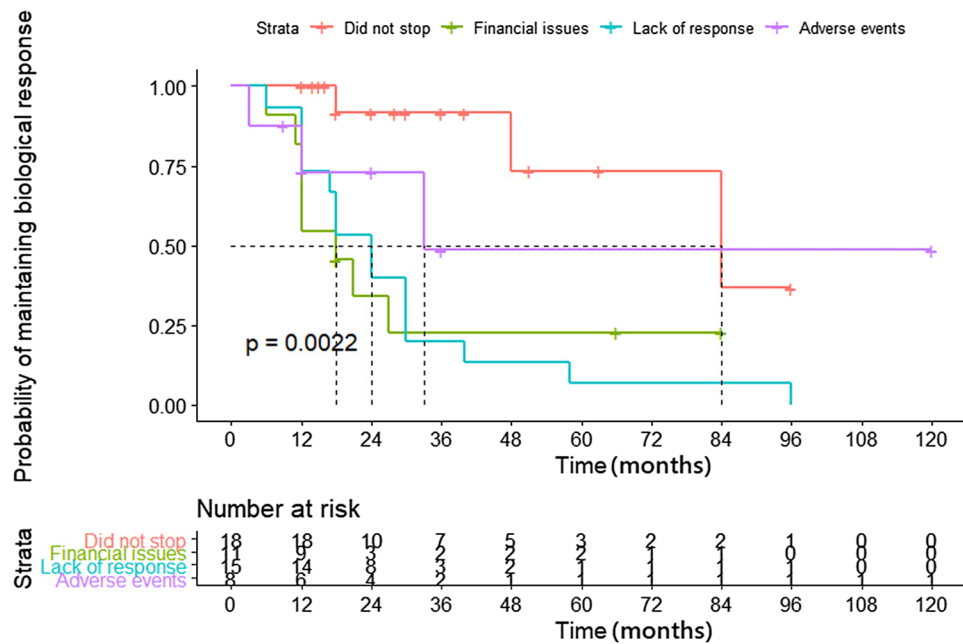 Strata Did not stop Financial issues Lack of response Adverse events
Probability of maintaining biological response
1.00
0.75
0.50
0.25
0.00
p = 0.0022
0 12 24 36 48 60 72 84 96 108 120
Time (months)
Number at risk
Strata
Did not stop 18 18 10 7 5 3 2 2 1 0 0
Financial issues 11 9 3 2 2 2 1 1 0 0 0
Lack of response 15 14 8 3 2 1 1 1 1 0 0
Adverse events 8 6 4 2 1 1 1 1 1 1 1
0 12 24 36 48 60 72 84 96 108 120
Time (months)